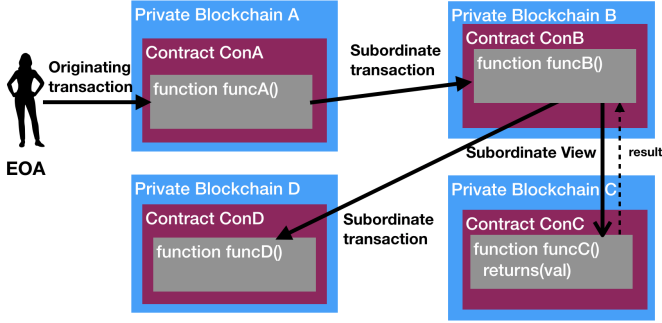 Private Blockchain A
Contract ConA
function funcA()
Originating
transaction
EOA
Subordinate
transaction
Private Blockchain B
Contract ConB
function funcB()
Subordinate View
result
Private Blockchain D
Contract ConD
function funcD()
Subordinate
transaction
Private Blockchain C
Contract ConC
function funcC()
returns(val)